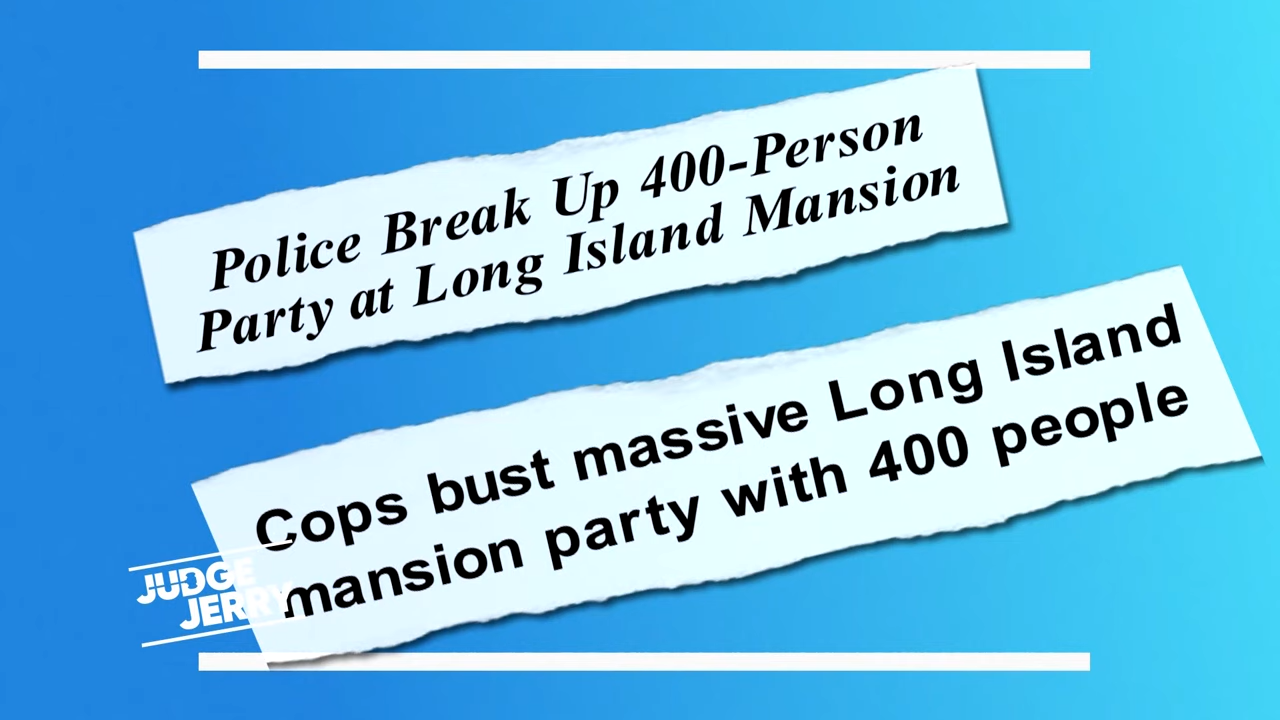 Police Break Up 400-Person
Party at Long Island Mansion
Cops bust massive Long Island
mansion party with 400 people
JUDGE
JERRY